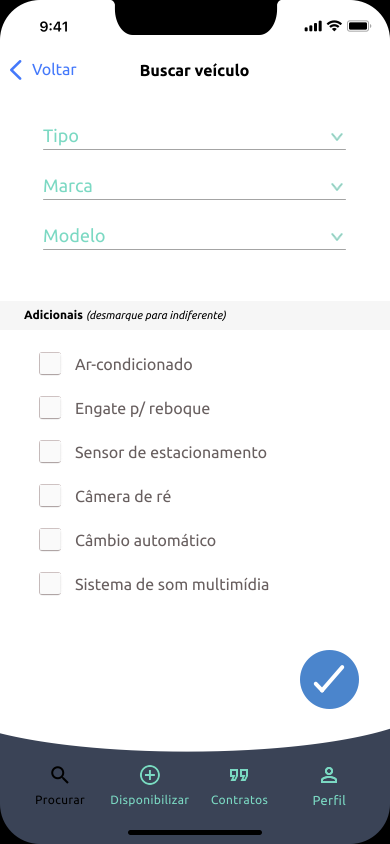 9:41
Voltar
Buscar veículo
Tipo
Marca
Modelo
Adicionais (desmarque para indiferente)
Ar-condicionado
Engate p/ reboque
Sensor de estacionamento
Câmera de ré
Câmbio automático
Sistema de som multimídia
Procurar Disponibilizar Contratos Perfil